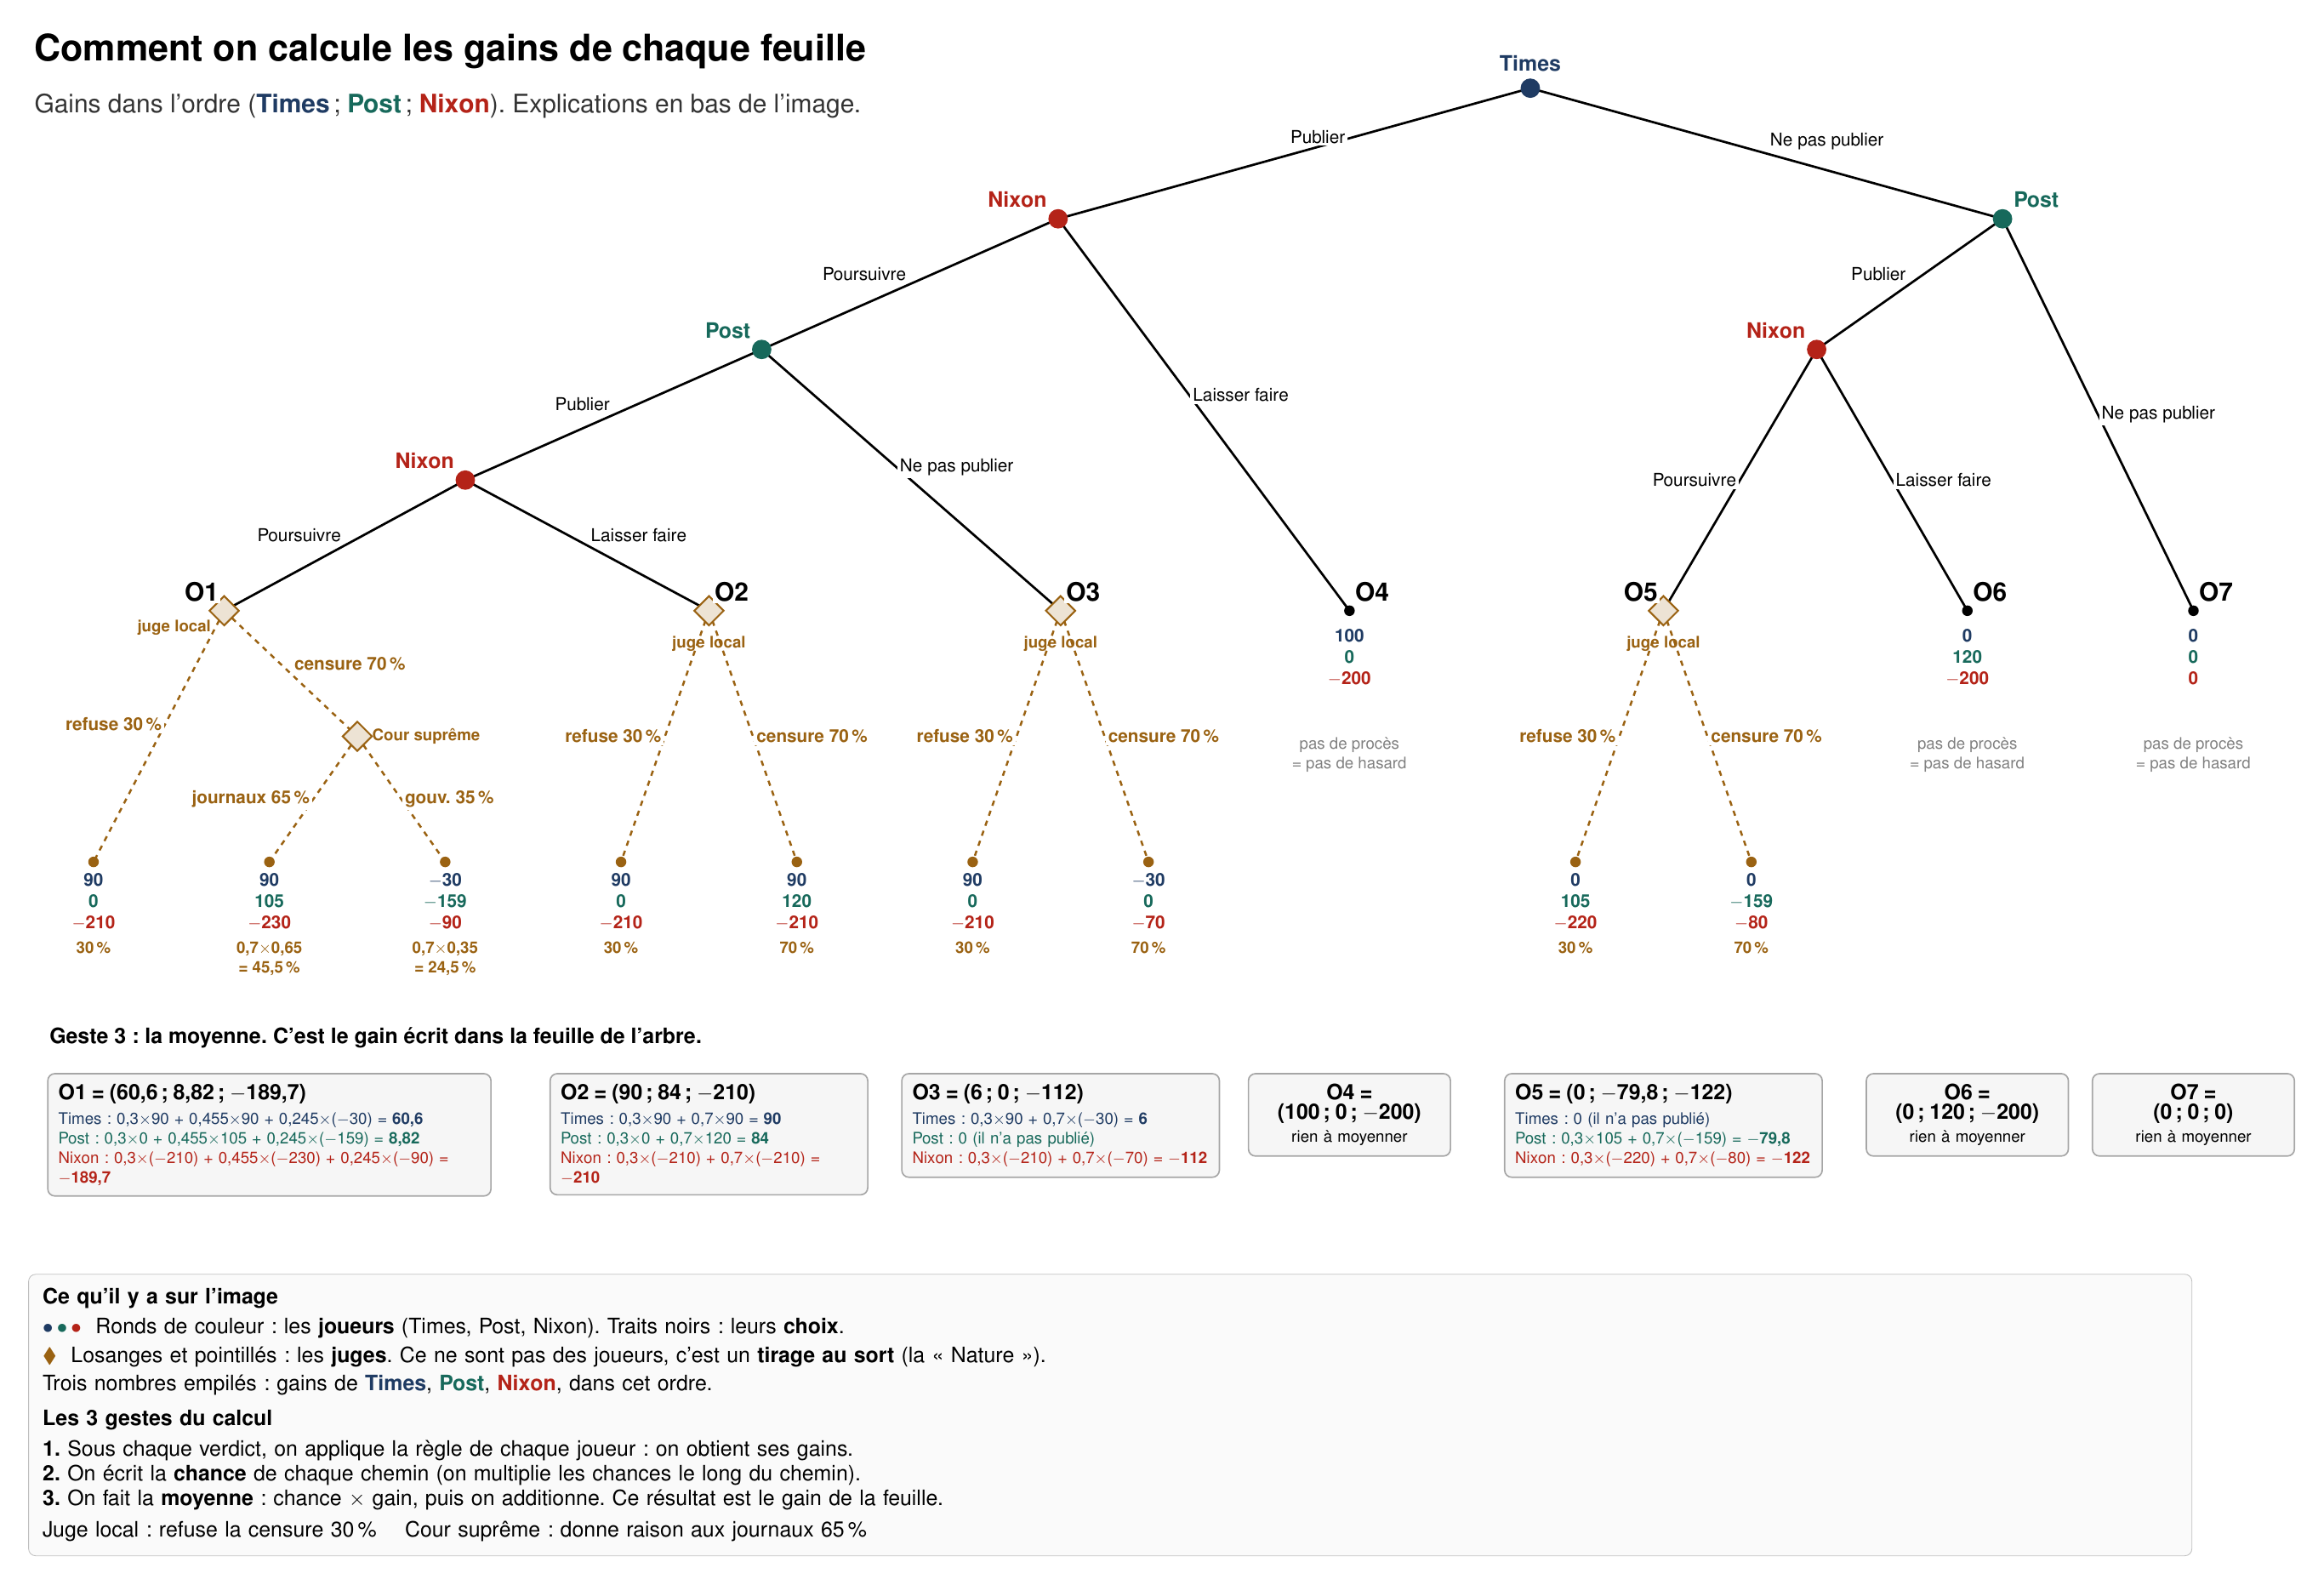 Comment on calcule les gains de chaque feuille
Gains dans l'ordre (Times ; Post ; Nixon). Explications en bas de l'image.
Times
Publier
Ne pas publier
Nixon
Post
Poursuivre
Laisser faire
Publier
Ne pas publier
Post
Nixon
Publier
Ne pas publier
Poursuivre
Laisser faire
Nixon
Poursuivre
Laisser faire
O1
O2
O3
O4
O5
O6
O7
juge local
juge local
juge local
juge local
100
0
−200
0
120
−200
0
0
0
censure 70 %
refuse 30 %
Cour suprême
journaux 65 %
gouv. 35 %
refuse 30 %
censure 70 %
refuse 30 %
censure 70 %
pas de procès
= pas de hasard
refuse 30 %
censure 70 %
pas de procès
= pas de hasard
pas de procès
= pas de hasard
90
0
−210
30 %
90
105
−230
0,7×0,65
= 45,5 %
−30
−159
−90
0,7×0,35
= 24,5 %
90
0
−210
30 %
90
120
−210
70 %
90
0
−210
30 %
−30
0
−70
70 %
0
105
−220
30 %
0
−159
−80
70 %
Geste 3 : la moyenne. C'est le gain écrit dans la feuille de l'arbre.
O1 = (60,6 ; 8,82 ; −189,7)
Times : 0,3×90 + 0,455×90 + 0,245×(−30) = 60,6
Post : 0,3×0 + 0,455×105 + 0,245×(−159) = 8,82
Nixon : 0,3×(−210) + 0,455×(−230) + 0,245×(−90) =
−189,7
O2 = (90 ; 84 ; −210)
Times : 0,3×90 + 0,7×90 = 90
Post : 0,3×0 + 0,7×120 = 84
Nixon : 0,3×(−210) + 0,7×(−210) =
−210
O3 = (6 ; 0 ; −112)
Times : 0,3×90 + 0,7×(−30) = 6
Post : 0 (il n'a pas publié)
Nixon : 0,3×(−210) + 0,7×(−70) = −112
O4 =
(100 ; 0 ; −200)
rien à moyenner
O5 = (0 ; −79,8 ; −122)
Times : 0 (il n'a pas publié)
Post : 0,3×105 + 0,7×(−159) = −79,8
Nixon : 0,3×(−220) + 0,7×(−80) = −122
O6 =
(0 ; 120 ; −200)
rien à moyenner
O7 =
(0 ; 0 ; 0)
rien à moyenner
Ce qu'il y a sur l'image
Ronds de couleur : les joueurs (Times, Post, Nixon). Traits noirs : leurs choix.
Losanges et pointillés : les juges. Ce ne sont pas des joueurs, c'est un tirage au sort (la « Nature »).
Trois nombres empilés : gains de Times, Post, Nixon, dans cet ordre.
Les 3 gestes du calcul
1. Sous chaque verdict, on applique la règle de chaque joueur : on obtient ses gains.
2. On écrit la chance de chaque chemin (on multiplie les chances le long du chemin).
3. On fait la moyenne : chance × gain, puis on additionne. Ce résultat est le gain de la feuille.
Juge local : refuse la censure 30 % Cour suprême : donne raison aux journaux 65 %